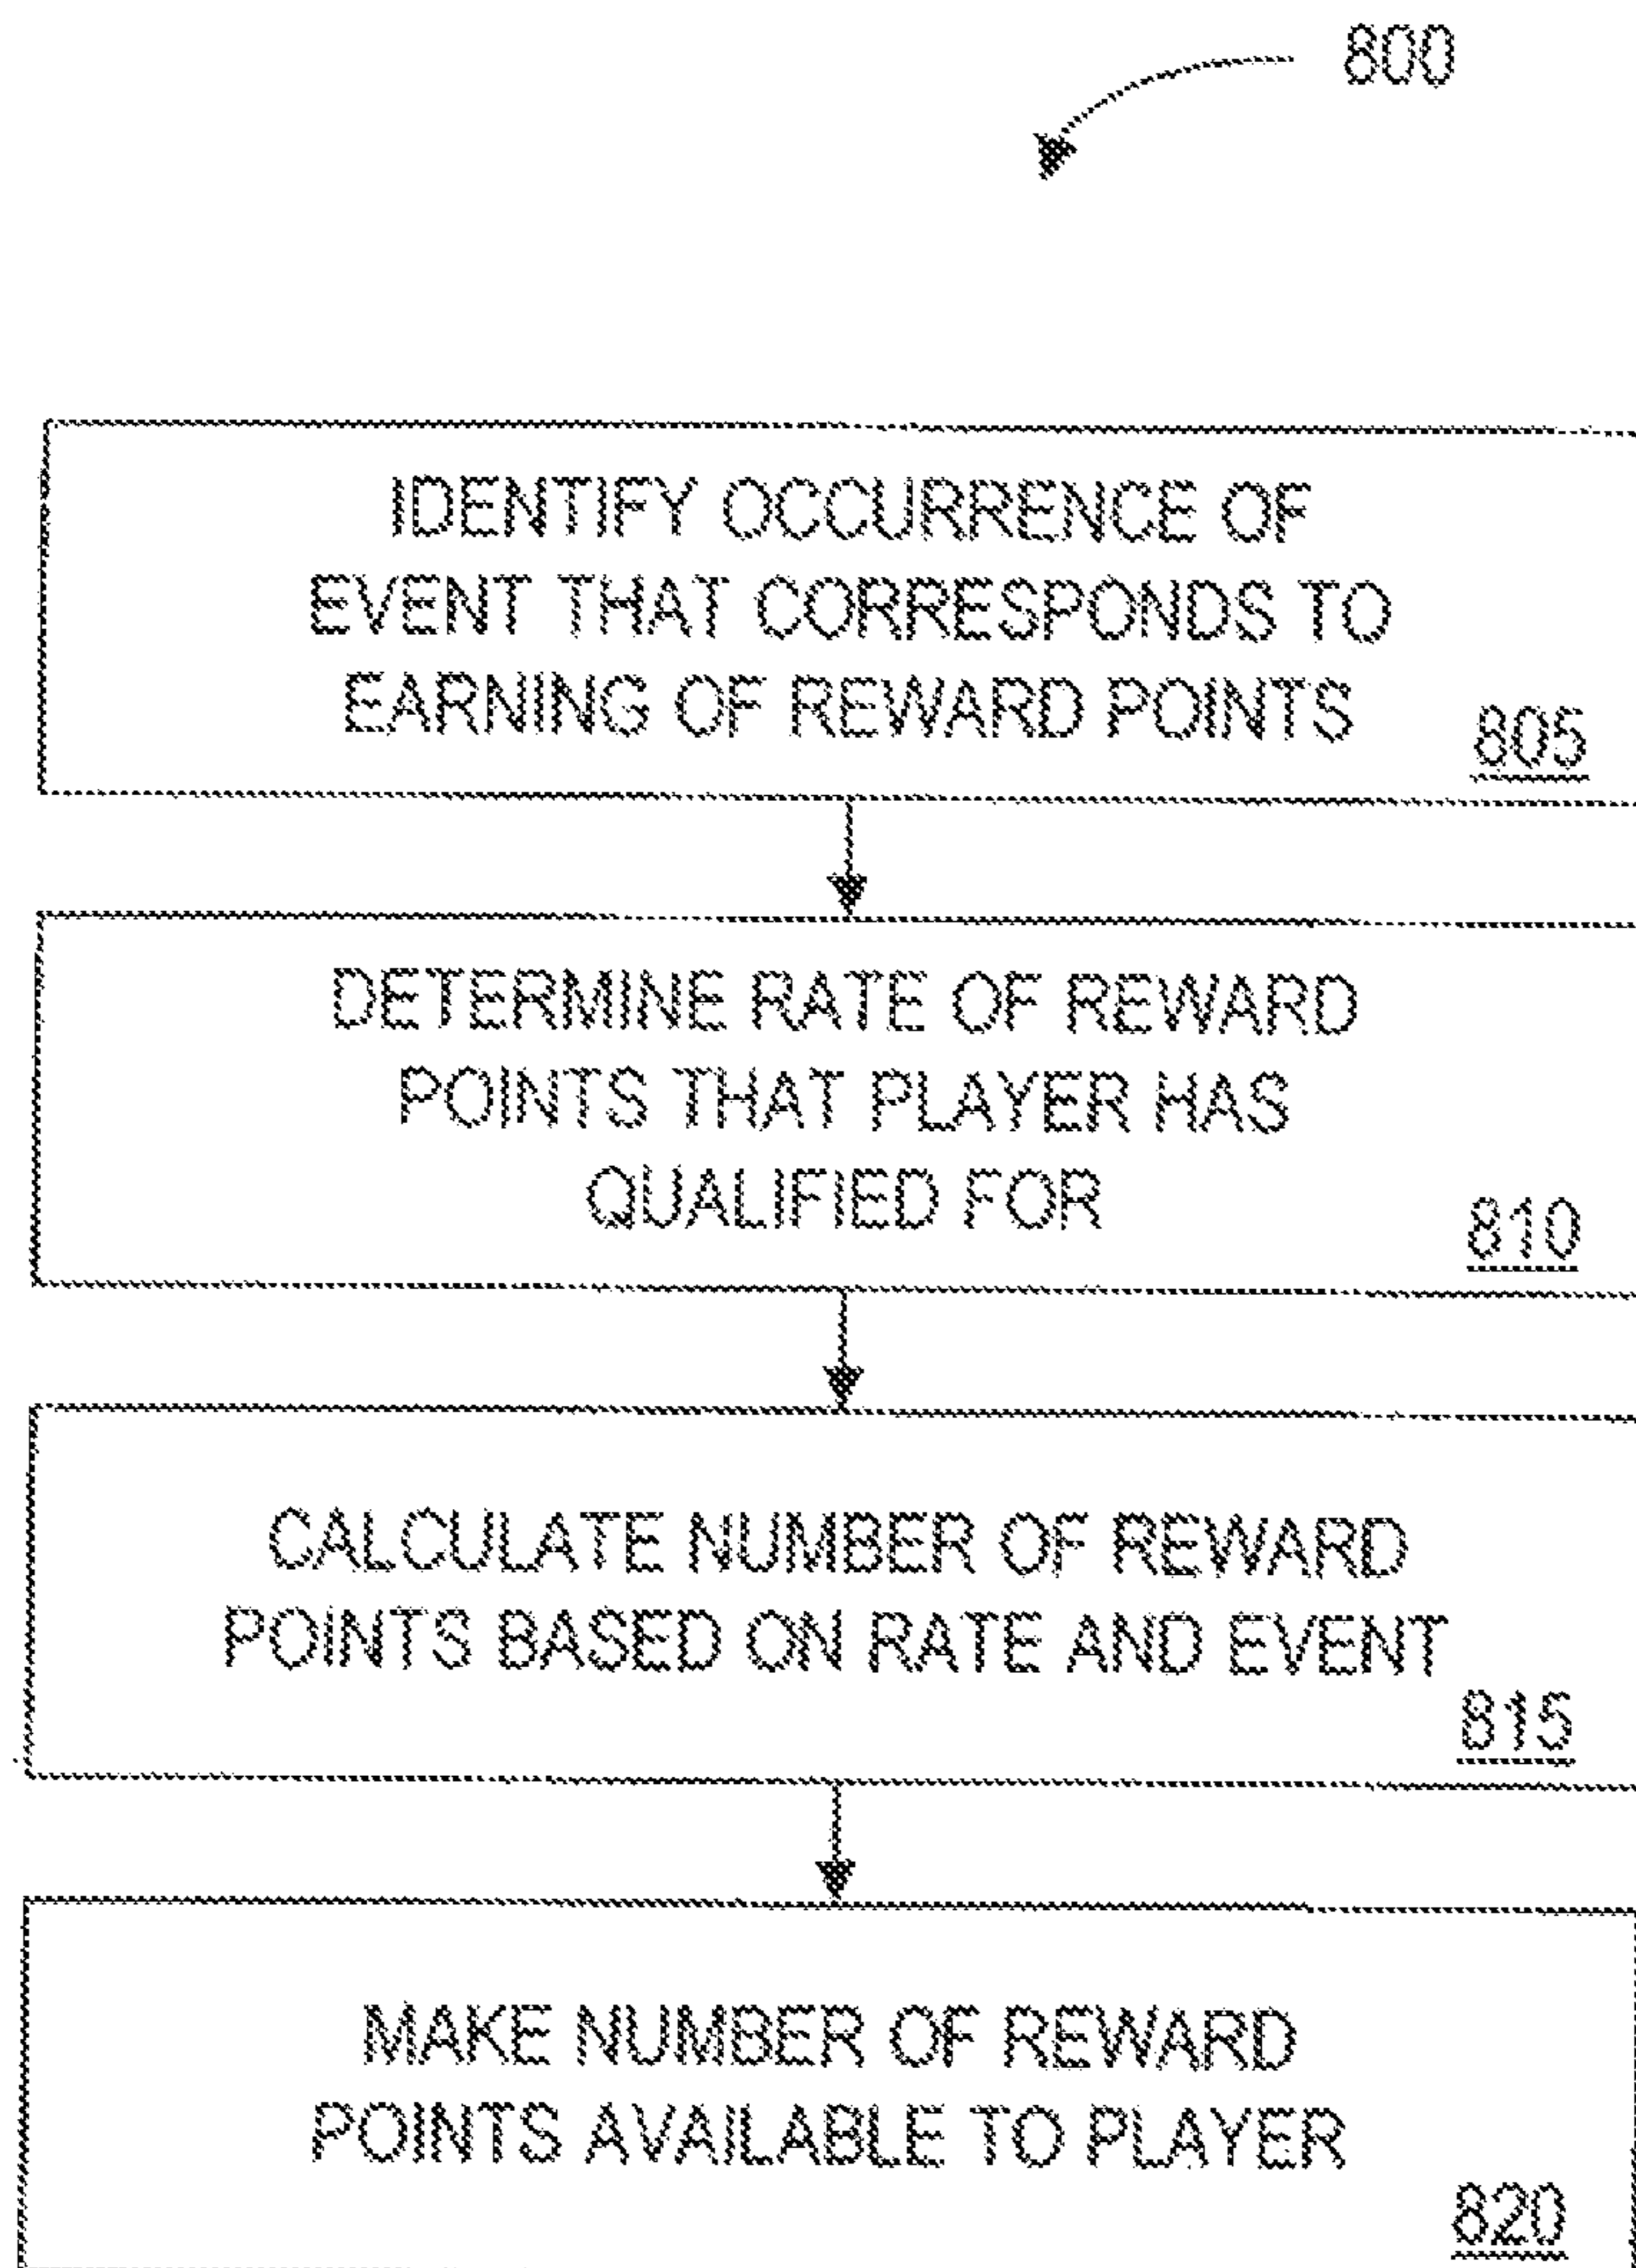 800
IDENTIFY OCCURRENCE OF
EVENT THAT CORRESPONDS TO
EARNING OF REWARD POINTS
805
DETERMINE RATE OF REWARD
POINTS THAT PLAYER HAS
QUALIFIED FOR
810
CALCULATE NUMBER OF REWARD
POINTS BASED ON RATE AND EVENT
815
MAKE NUMBER OF REWARD
POINTS AVAILABLE TO PLAYER
820